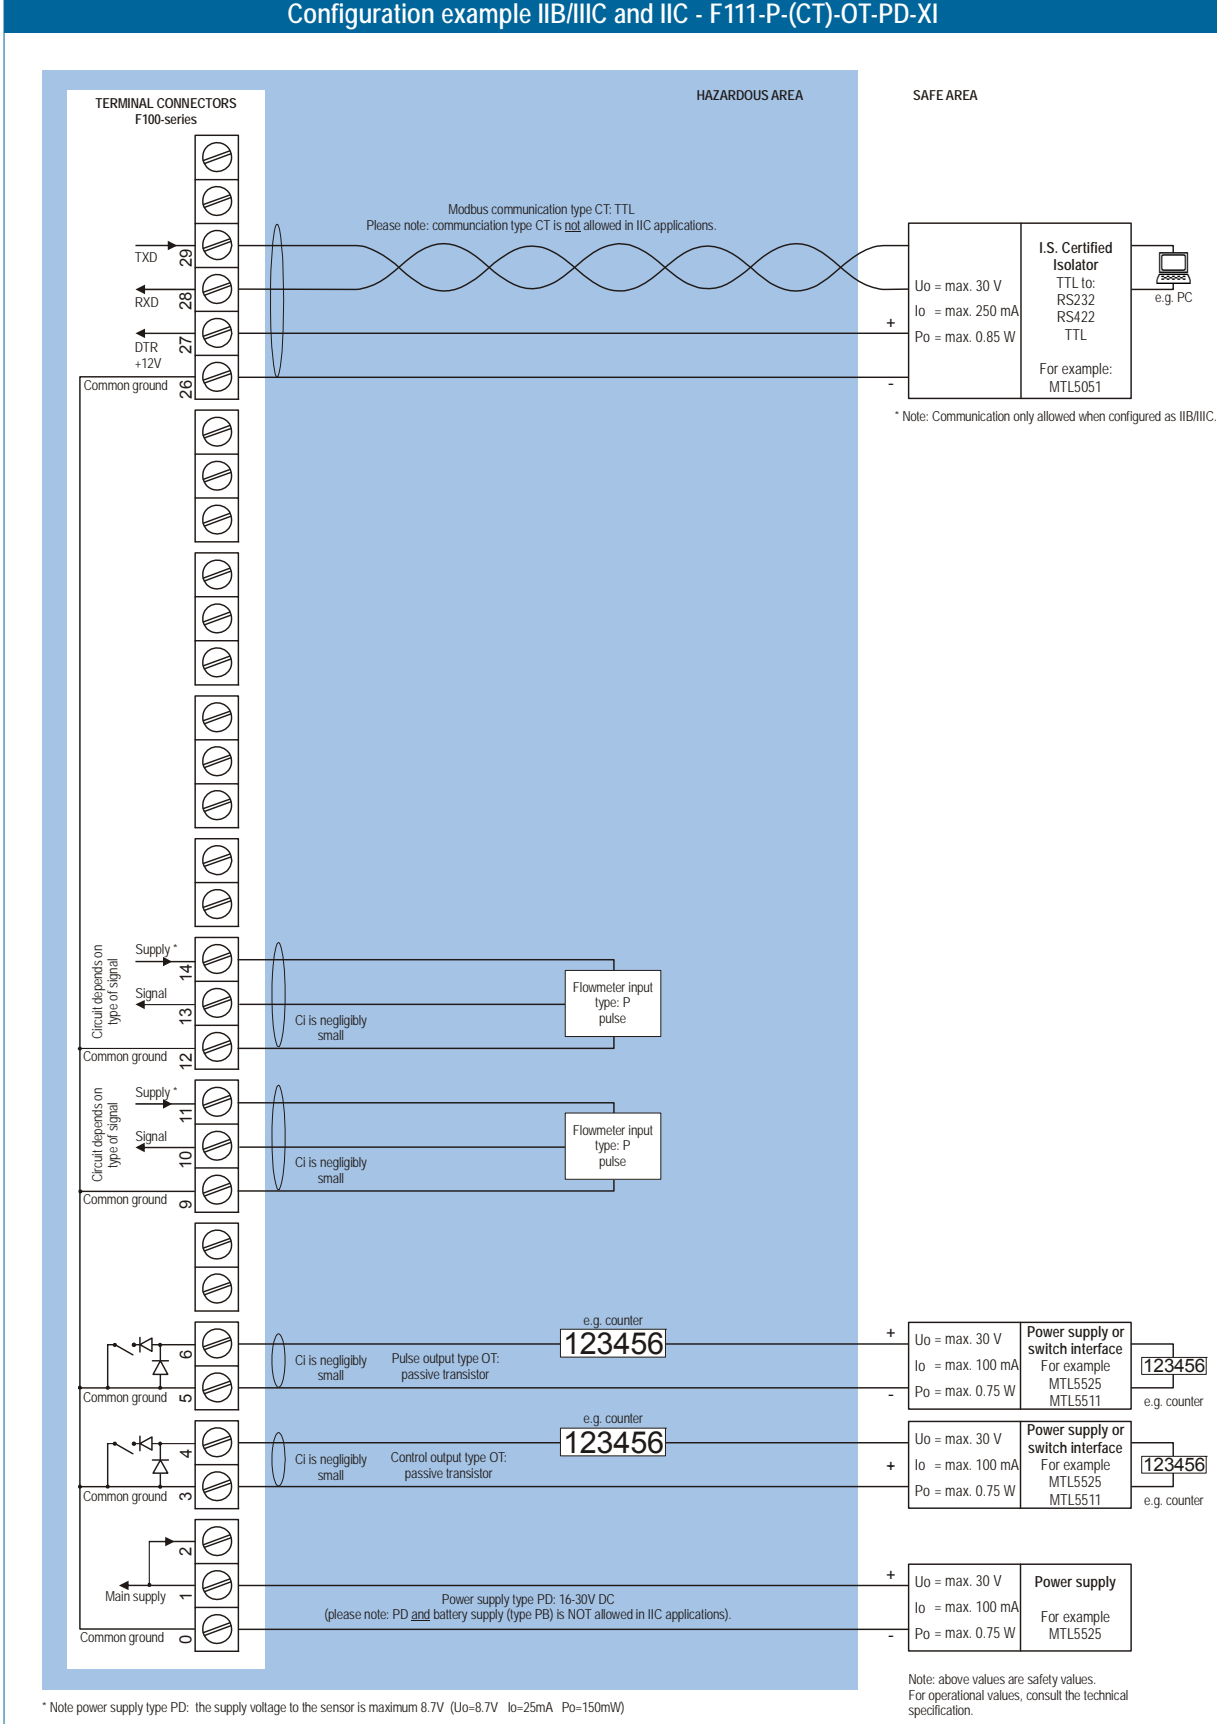 Configuration example IIB/IIIC and IIC - F111-P-(CT)-OT-PD-XI
TERMINAL CONNECTORS
F100-series
HAZARDOUS AREA
SAFE AREA
Modbus communication type CT: TTL
Please note: communciation type CT is not allowed in IIC applications.
TXD
29
RXD
28
DTR
+12V
27
Common ground
26
Uo = max. 30 V
Io = max. 250 mA
Po = max. 0.85 W
+
-
I.S. Certified
Isolator
TTL to:
RS232
RS422
TTL
For example:
MTL5051
e.g. PC
* Note: Communication only allowed when configured as IIB/IIIC.
Circuit depends on
type of signal
Supply *
14
Signal
13
Common ground
12
Ci is negligibly
small
Flowmeter input
type: P
pulse
Circuit depends on
type of signal
Supply *
11
Signal
10
Common ground
9
Ci is negligibly
small
Flowmeter input
type: P
pulse
6
Common ground
5
Ci is negligibly
small
Pulse output type OT:
passive transistor
e.g. counter
123456
+
-
Uo = max. 30 V
Io = max. 100 mA
Po = max. 0.75 W
Power supply or
switch interface
For example
MTL5525
MTL5511
123456
e.g. counter
4
Common ground
3
Ci is negligibly
small
Control output type OT:
passive transistor
e.g. counter
123456
+
+
Uo = max. 30 V
Io = max. 100 mA
Po = max. 0.75 W
Power supply or
switch interface
For example
MTL5525
MTL5511
123456
e.g. counter
2
Main supply
1
Common ground
0
Power supply type PD: 16-30V DC
(please note: PD and battery supply (type PB) is NOT allowed in IIC applications).
+
-
Uo = max. 30 V
Io = max. 100 mA
Po = max. 0.75 W
Power supply
For example
MTL5525
Note: above values are safety values.
For operational values, consult the technical
specification.
* Note power supply type PD: the supply voltage to the sensor is maximum 8.7V (Uo=8.7V Io=25mA Po=150mW)